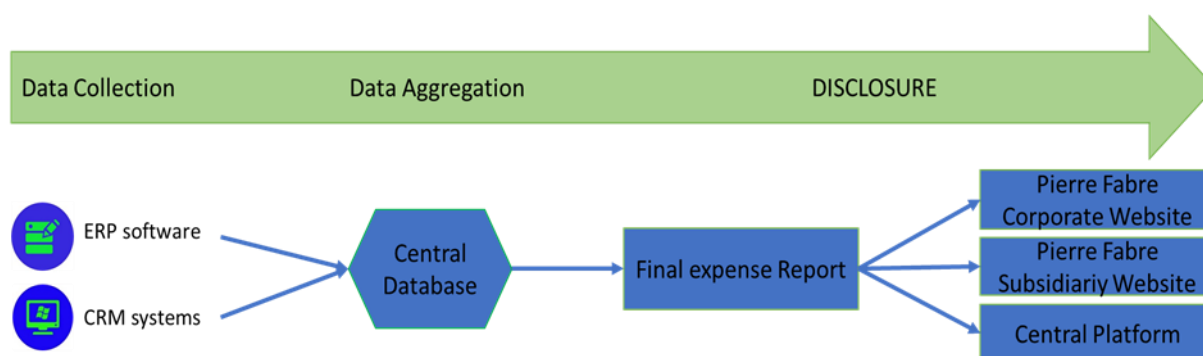 Data Collection
Data Aggregation
DISCLOSURE
ERP software
CRM systems
Central
Database
Final expense Report
Pierre Fabre
Corporate Website
Pierre Fabre
Subsidiariy Website
Central Platform